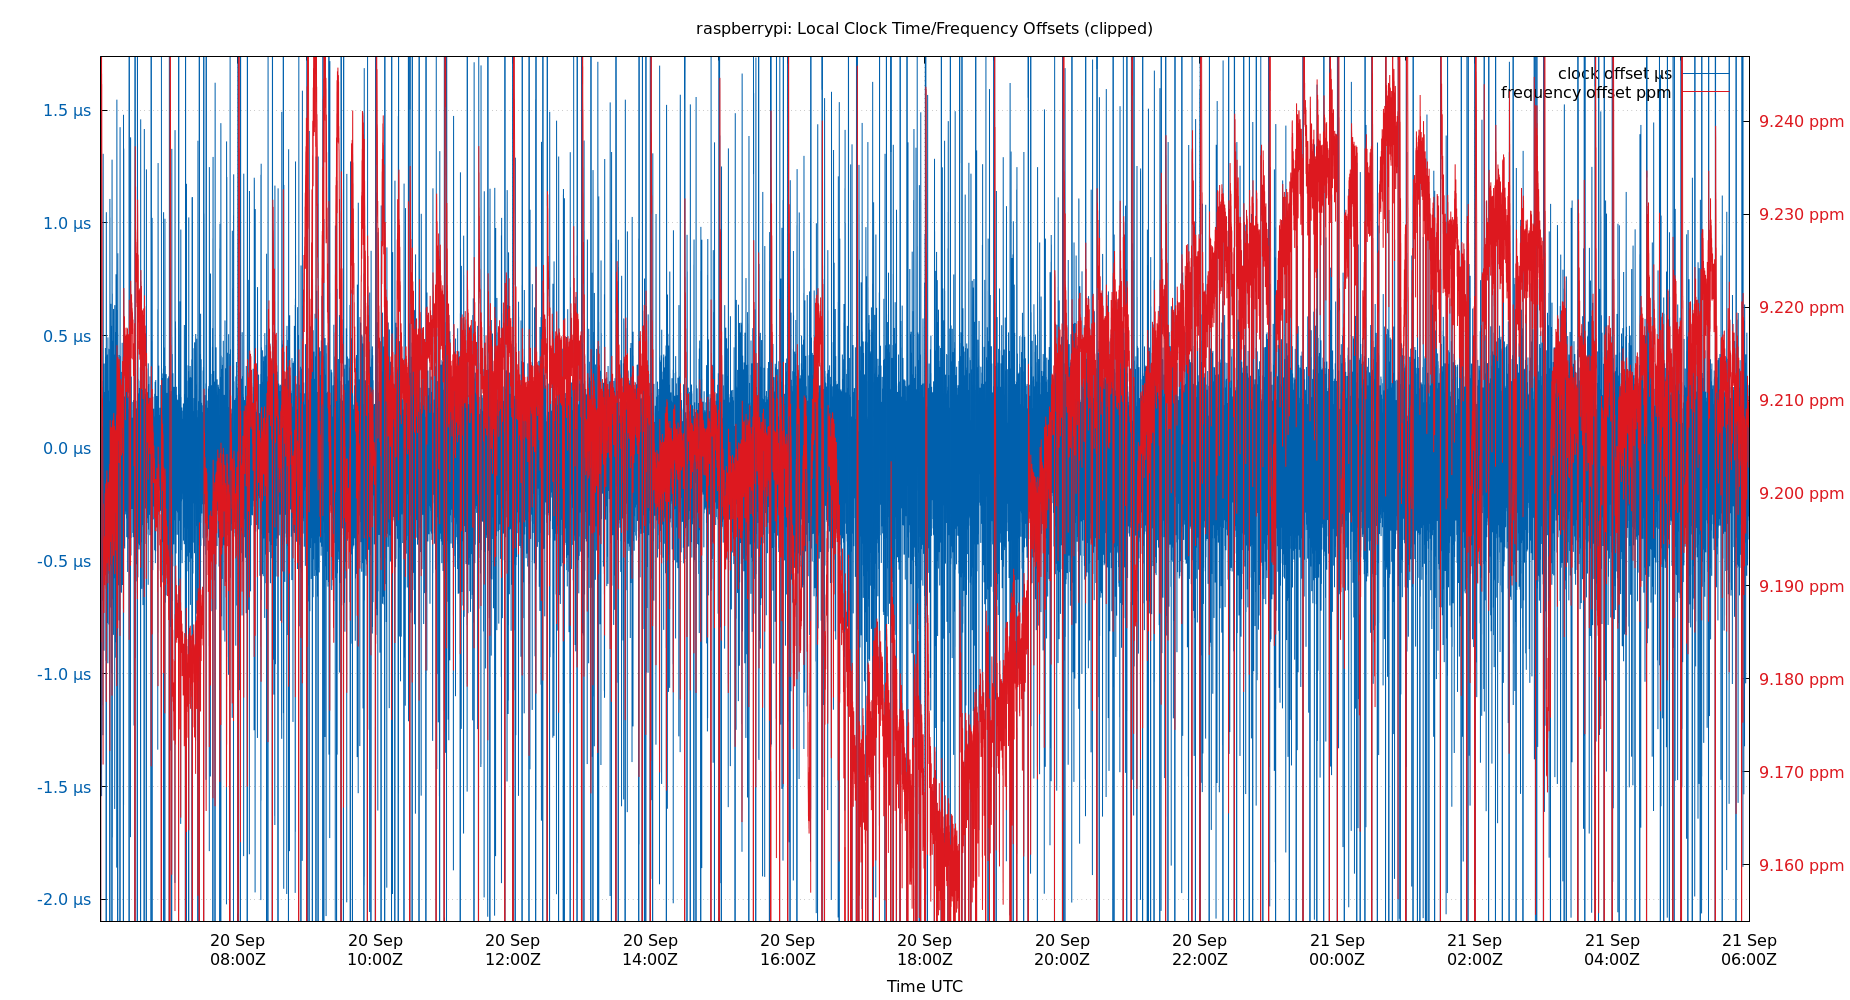 raspberrypi: Local Clock Time/Frequency Offsets (clipped)
clock offset µs
frequency offset ppm
1.5 µs
1.0 µs
0.5 µs
0.0 µs
-0.5 µs
-1.0 µs
-1.5 µs
-2.0 µs
9.240 ppm
9.230 ppm
9.220 ppm
9.210 ppm
9.200 ppm
9.190 ppm
9.180 ppm
9.170 ppm
9.160 ppm
20 Sep 20 Sep 20 Sep 20 Sep 20 Sep 20 Sep 20 Sep 20 Sep 21 Sep 21 Sep 21 Sep 21 Sep
08:00Z 10:00Z 12:00Z 14:00Z 16:00Z 18:00Z 20:00Z 22:00Z 00:00Z 02:00Z 04:00Z 06:00Z
Time UTC